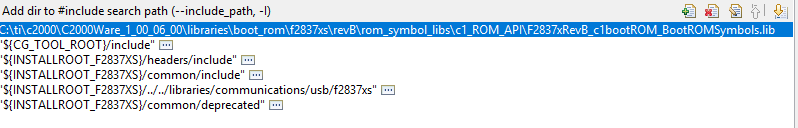 Add dir to #include search path (--include_path, -I)
C:\ti\c2000\C2000Ware_1_00_06_00\libraries\boot_rom\f2837xs\revB\rom_symbol_libs\c1_ROM_API\F2837xRevB_c1bootROM_BootROMSymbols.lib
"${CG_TOOL_ROOT}/include"
"${INSTALLROOT_F2837XS}/headers/include"
"${INSTALLROOT_F2837XS}/common/include"
"${INSTALLROOT_F2837XS}/../../libraries/communications/usb/f2837xs"
"${INSTALLROOT_F2837XS}/common/deprecated"